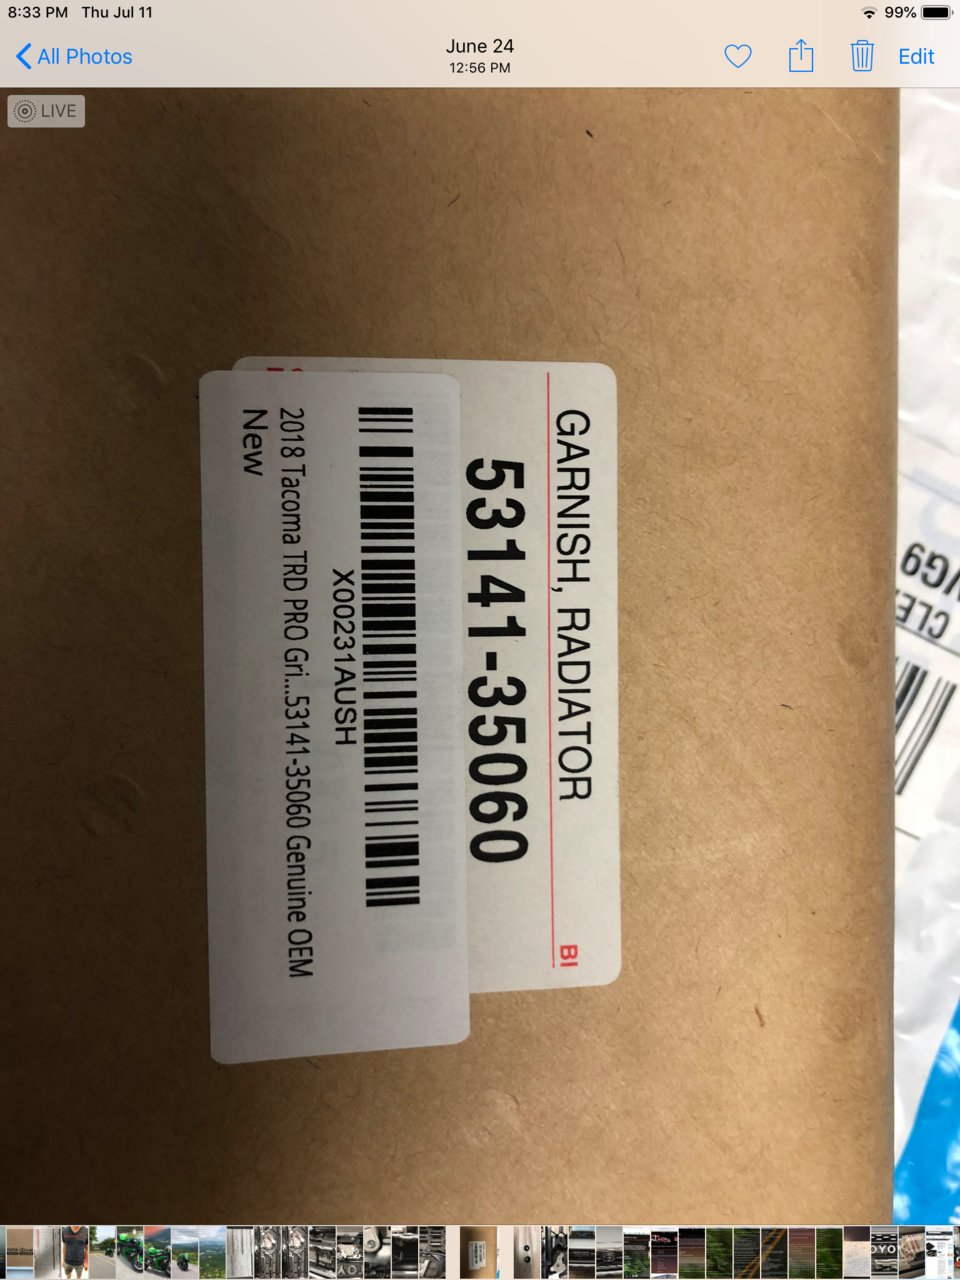 8:33 PM Thu Jul 11
99%
All Photos
June 24
12:56 PM
Edit
LIVE
GARNISH, RADIATOR
BI
53141-35060
X00231AUSH
2018 Tacoma TRD PRO Gri...53141-35060 Genuine OEM
New